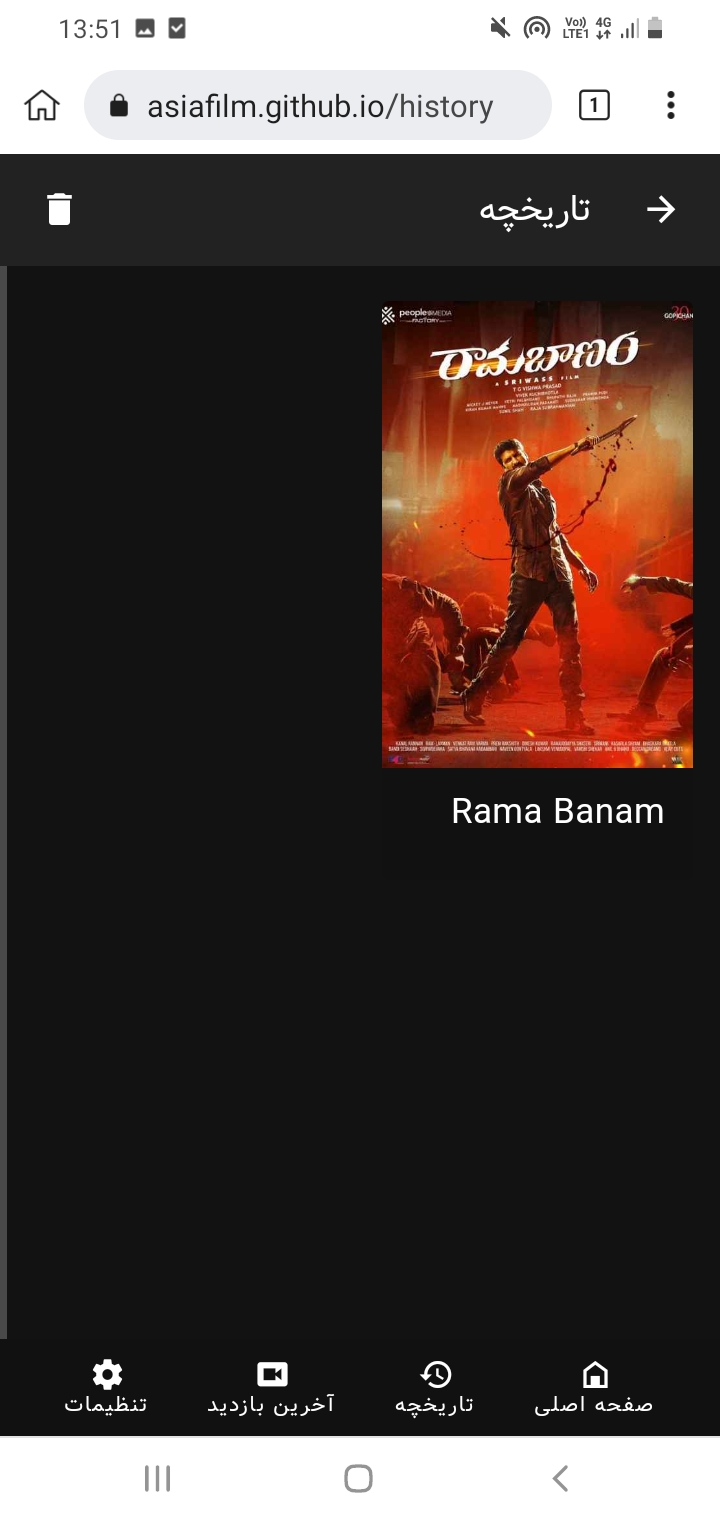 13:51
Vo)) LTE1 4G
asiafilm.github.io/history
1
تاریخچه
people MEDIA
FACTORY
రామబాణం
A SRIWASS FILM
T G VISHWA PRASAD
VIVEK KUCHIBHOTLA
Rama Banam
صفحه اصلی
تاریخچه
آخرین بازدید
تنظیمات